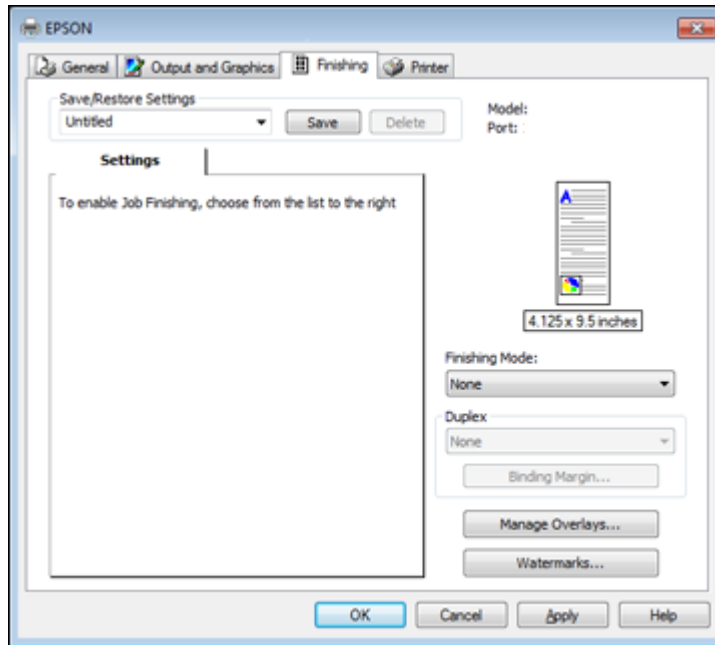 EPSON
General
Output and Graphics
Finishing
Printer
Save/Restore Settings
Untitled
Save
Delete
Model:
Port:
Settings
To enable Job Finishing, choose from the list to the right
A
4.125 x 9.5 inches
Finishing Mode:
None
Duplex
None
Binding Margin...
Manage Overlays...
Watermarks...
OK
Cancel
Apply
Help